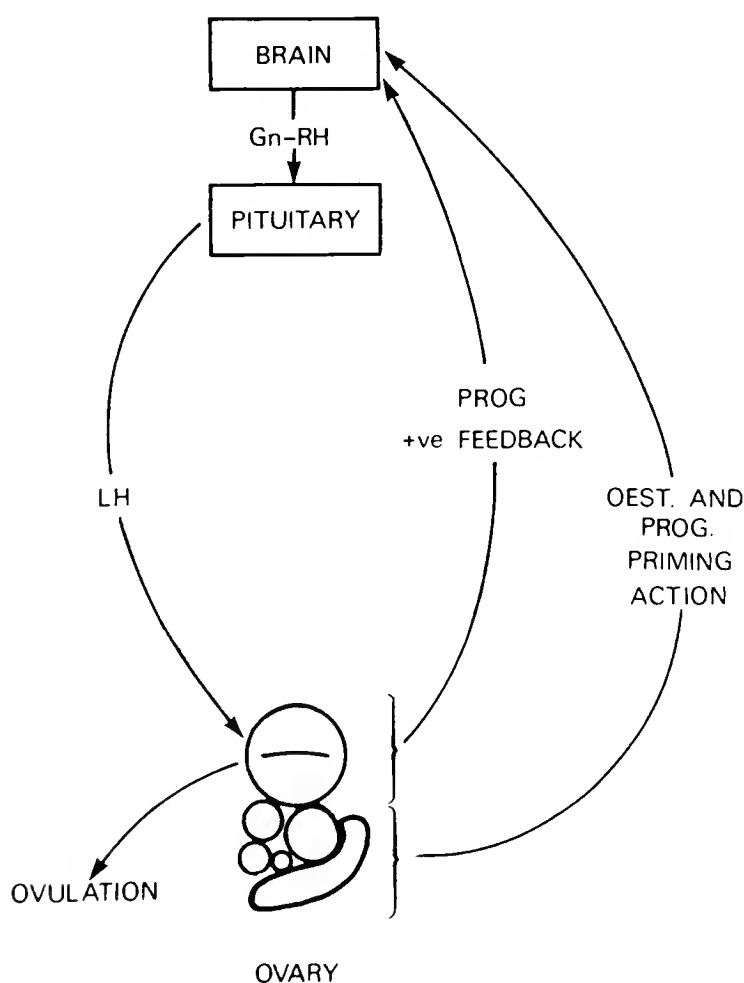 BRAIN
Gn-RH
PITUITARY
PROG
+ve FEEDBACK
LH
OEST. AND
PROG.
PRIMING
ACTION
OVULATION
OVARY